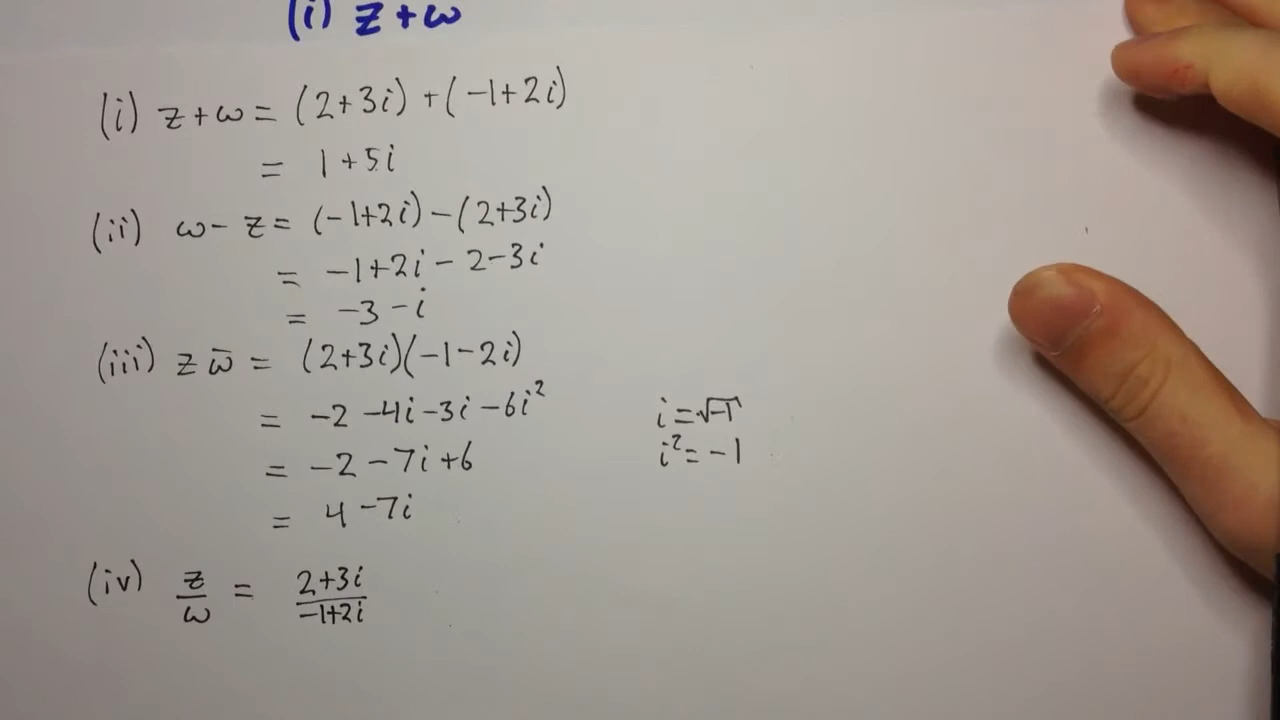 (i) z+ω
(i) z+ω = (2+3i)+(-1+2i)
= 1+5i
(ii) ω-z = (-1+2i)-(2+3i)
= -1+2i-2-3i
= -3-i
(iii) z ω̅ = (2+3i)(-1-2i)
= -2-4i-3i-6i²
i=√-1
= -2-7i+6
i²=-1
= 4-7i
(iv) z/ω = 2+3i/-1+2i